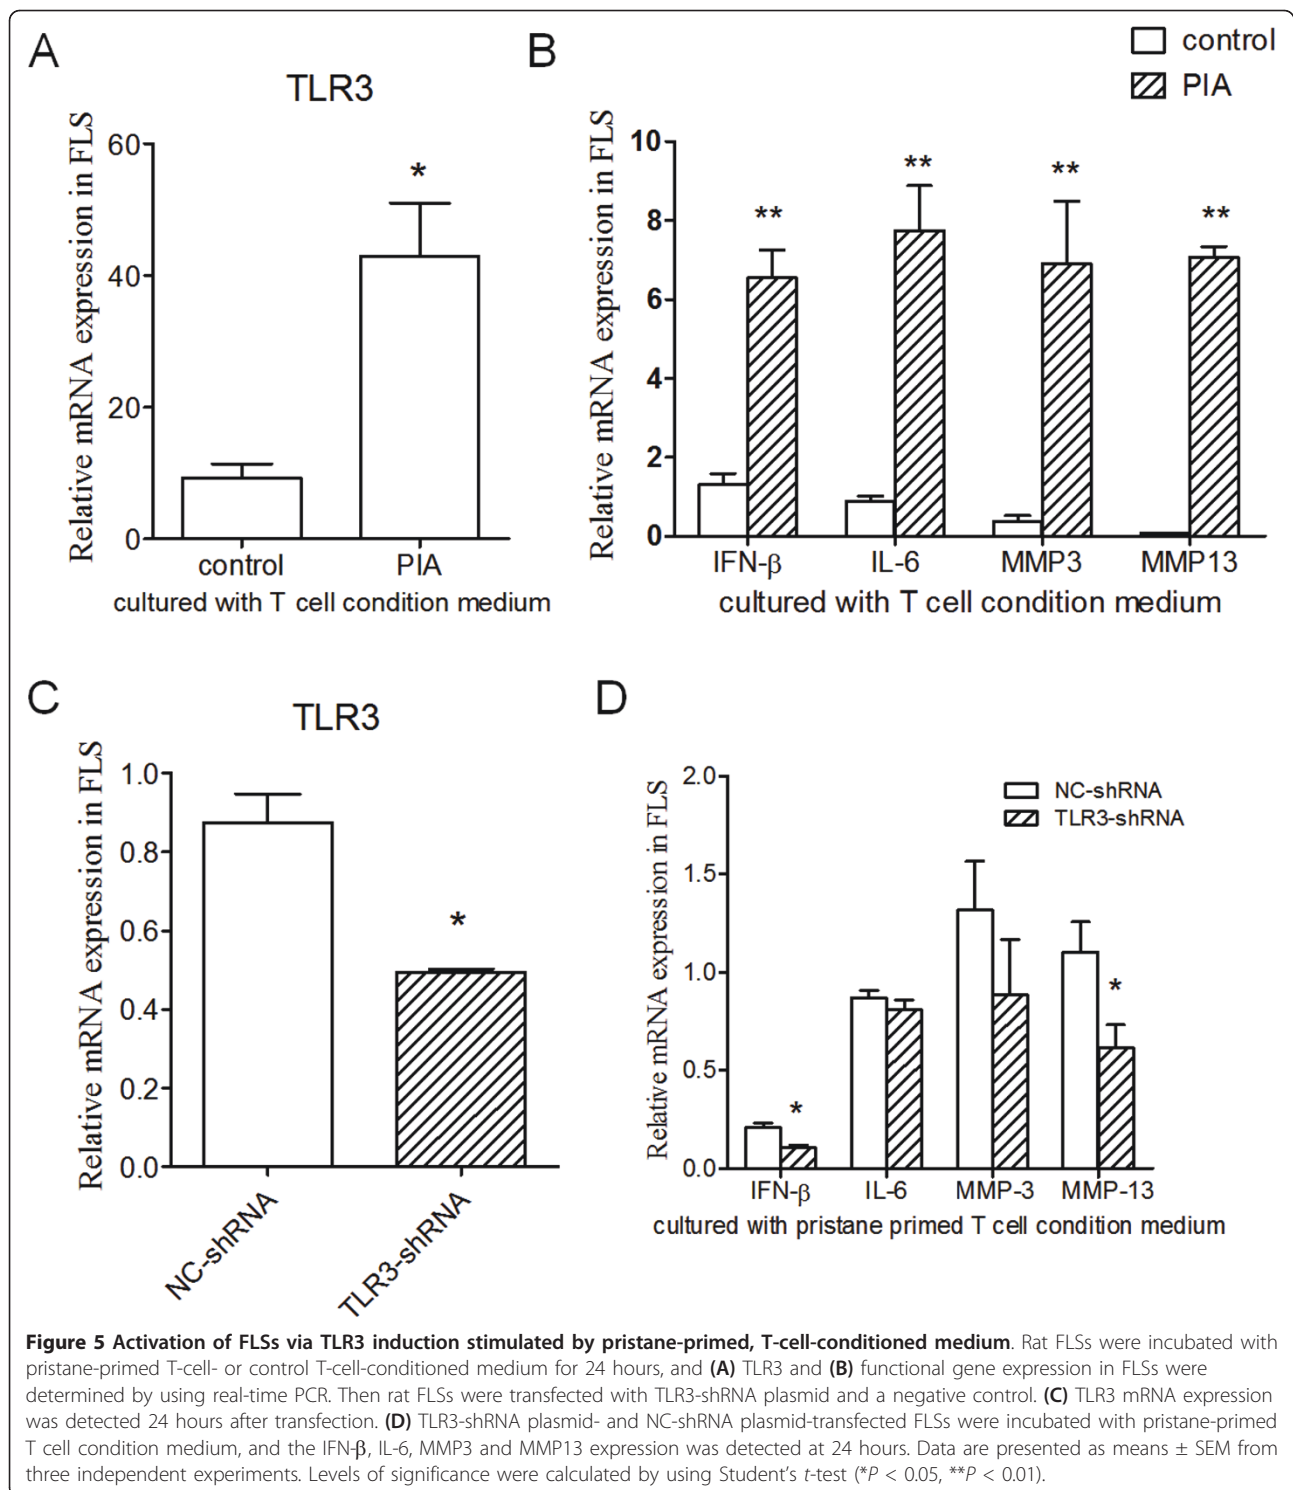 A
TLR3
Relative mRNA expression in FLS
60
40
20
0
*
control
PIA
cultured with T cell condition medium
B
control
PIA
Relative mRNA expression in FLS
10
8
6
4
2
0
**
**
**
**
IFN-β
IL-6
MMP3
MMP13
cultured with T cell condition medium
C
TLR3
Relative mRNA expression in FLS
1.0
0.8
0.6
0.4
0.2
0.0
*
NC-shRNA
TLR3-shRNA
D
NC-shRNA
TLR3-shRNA
Relative mRNA expression in FLS
2.0
1.5
1.0
0.5
0.0
*
*
IFN-β
IL-6
MMP-3
MMP-13
cultured with pristane primed T cell condition medium
Figure 5 Activation of FLSs via TLR3 induction stimulated by pristane-primed, T-cell-conditioned medium. Rat FLSs were incubated with
pristane-primed T-cell- or control T-cell-conditioned medium for 24 hours, and (A) TLR3 and (B) functional gene expression in FLSs were
determined by using real-time PCR. Then rat FLSs were transfected with TLR3-shRNA plasmid and a negative control. (C) TLR3 mRNA expression
was detected 24 hours after transfection. (D) TLR3-shRNA plasmid- and NC-shRNA plasmid-transfected FLSs were incubated with pristane-primed
T cell condition medium, and the IFN-β, IL-6, MMP3 and MMP13 expression was detected at 24 hours. Data are presented as means ± SEM from
three independent experiments. Levels of significance were calculated by using Student's t-test (*P < 0.05, **P < 0.01).